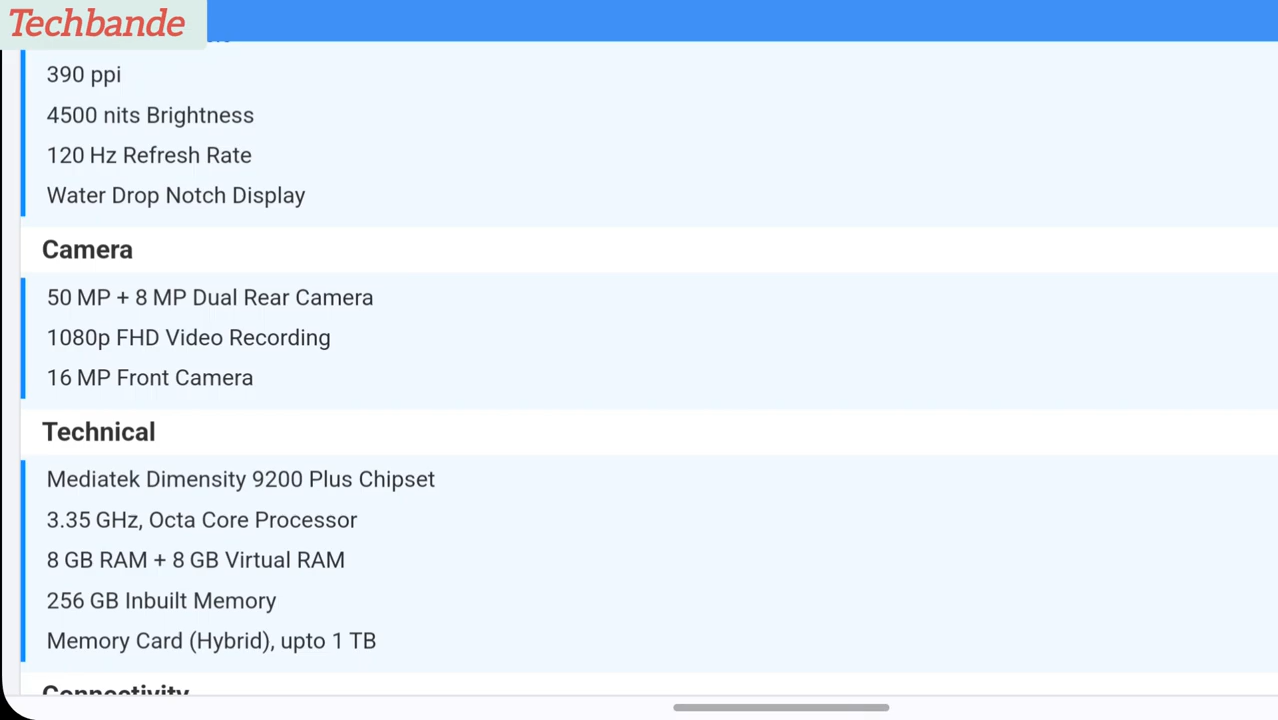 Techbande
390 ppi
4500 nits Brightness
120 Hz Refresh Rate
Water Drop Notch Display
Camera
50 MP + 8 MP Dual Rear Camera
1080p FHD Video Recording
16 MP Front Camera
Technical
Mediatek Dimensity 9200 Plus Chipset
3.35 GHz, Octa Core Processor
8 GB RAM + 8 GB Virtual RAM
256 GB Inbuilt Memory
Memory Card (Hybrid), upto 1 TB
Connectivity